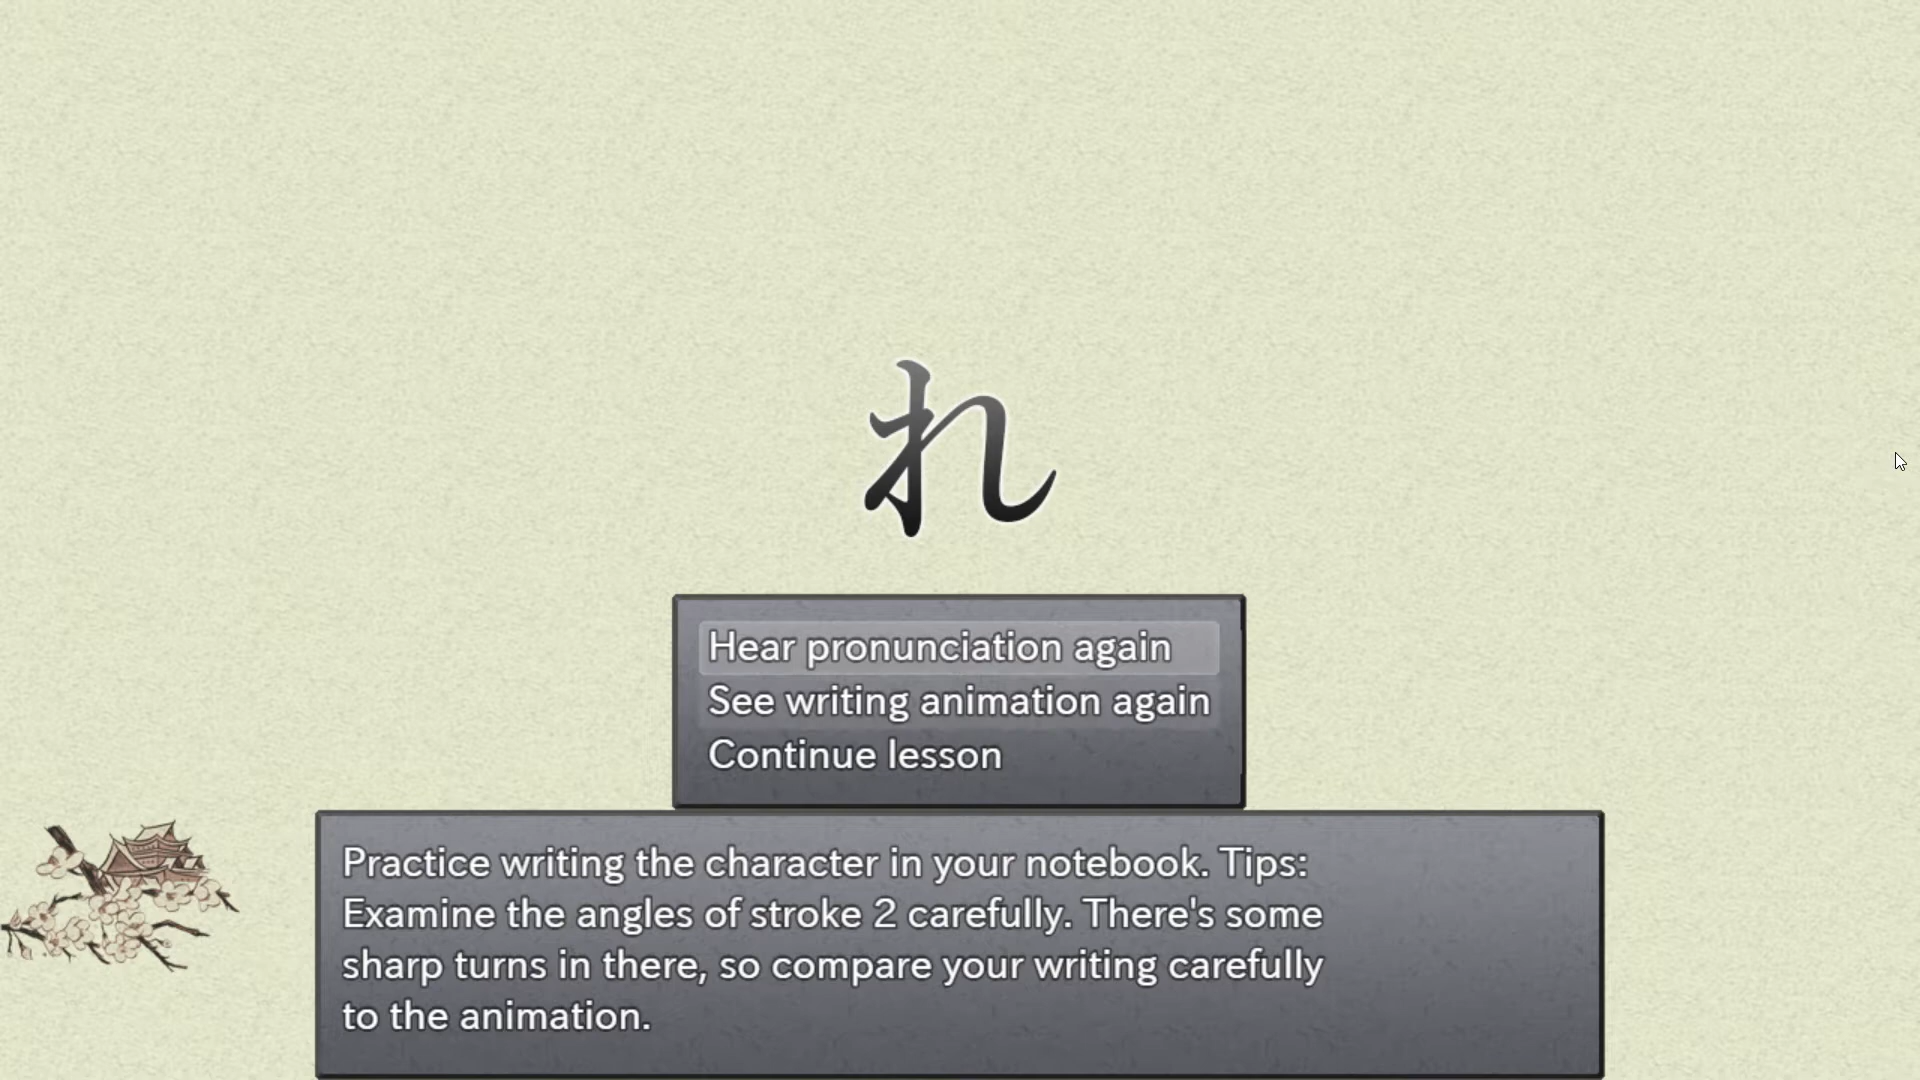 れ
Hear pronunciation again
See writing animation again
Continue lesson
Practice writing the character in your notebook. Tips:
Examine the angles of stroke 2 carefully. There's some
sharp turns in there, so compare your writing carefully
to the animation.